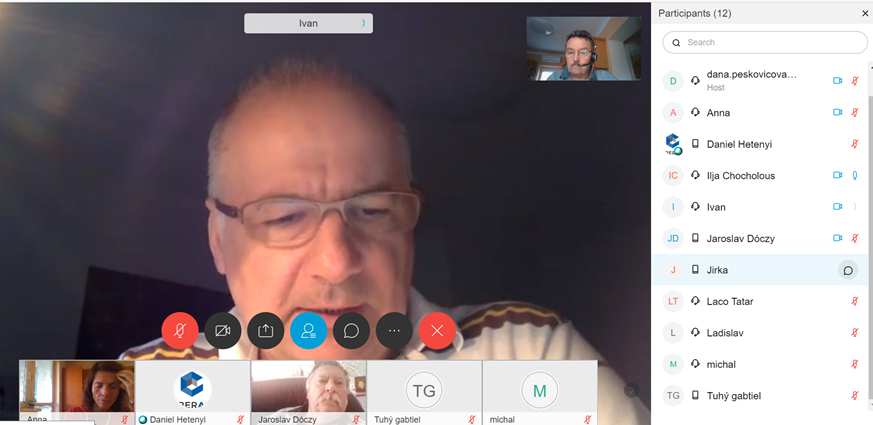 Ivan
Participants (12)
Search
D
dana.peskovicova…
Host
A
Anna
Daniel Hetenyi
IC
Ilja Chocholous
I
Ivan
JD
Jaroslav Dóczy
J
Jirka
LT
Laco Tatar
L
Ladislav
M
michal
TG
Tuhý gabtiel
TG
M
Anna
Daniel Hetenyi
Jaroslav Dóczy
Tuhý gabtiel
michal